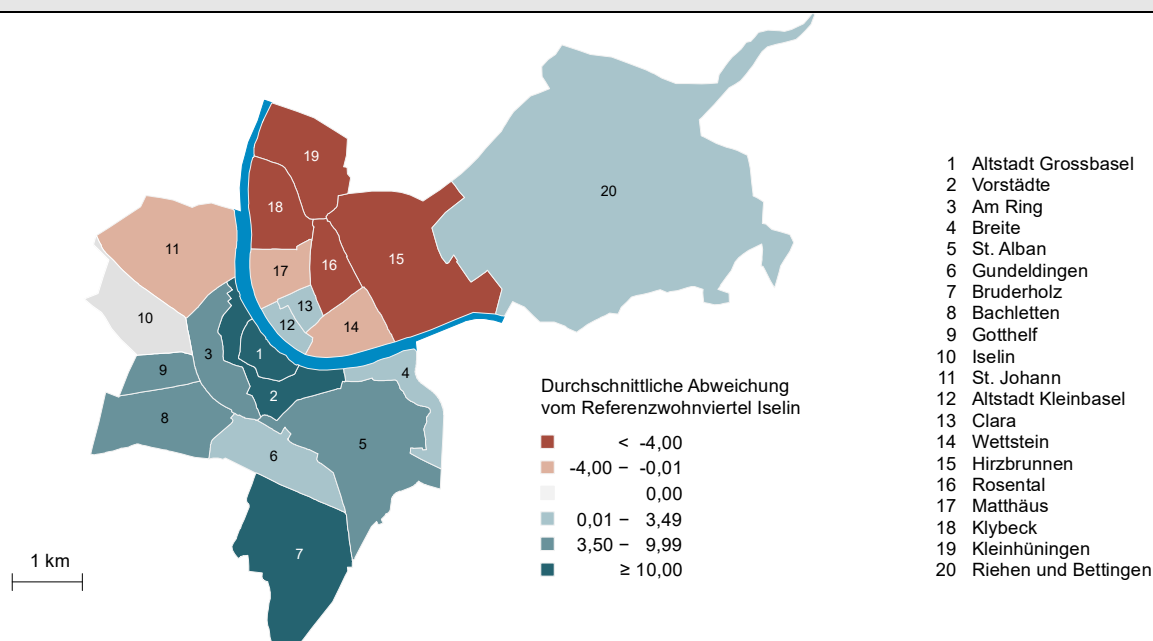 19
18
20
11
17
16
15
13
12
14
10
1
3
9
4
2
8
5
6
7
1 km
Durchschnittliche Abweichung
vom Referenzwohnviertel Iselin
< -4,00
-4,00 – -0,01
0,00
0,01 – 3,49
3,50 – 9,99
≥ 10,00
1 Altstadt Grossbasel
2 Vorstädte
3 Am Ring
4 Breite
5 St. Alban
6 Gundeldingen
7 Bruderholz
8 Bachletten
9 Gotthelf
10 Iselin
11 St. Johann
12 Altstadt Kleinbasel
13 Clara
14 Wettstein
15 Hirzbrunnen
16 Rosental
17 Matthäus
18 Klybeck
19 Kleinhüningen
20 Riehen und Bettingen